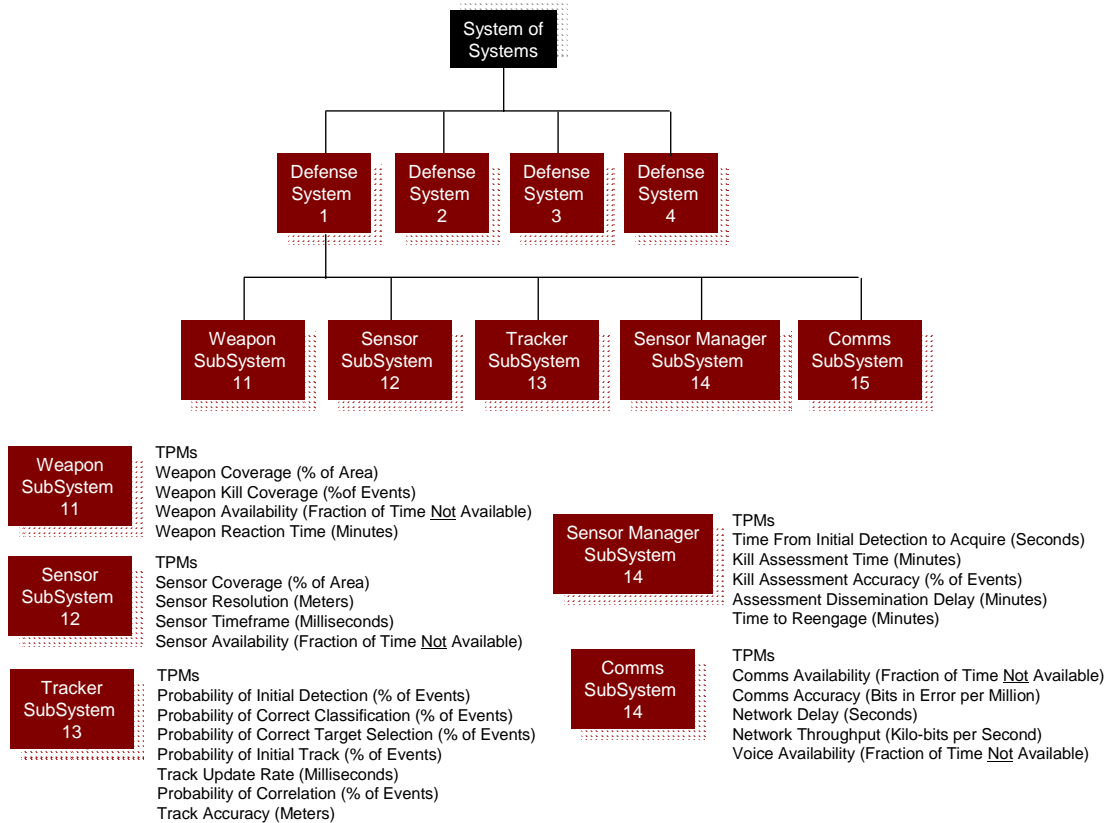 System of
Systems
Defense
System
1
Defense
System
2
Defense
System
3
Defense
System
4
Weapon
SubSystem
11
Sensor
SubSystem
12
Tracker
SubSystem
13
Sensor Manager
SubSystem
14
Comms
SubSystem
15
Weapon
SubSystem
11
TPMs
Weapon Coverage (% of Area)
Weapon Kill Coverage (%of Events)
Weapon Availability (Fraction of Time Not Available)
Weapon Reaction Time (Minutes)
Sensor
SubSystem
12
TPMs
Sensor Coverage (% of Area)
Sensor Resolution (Meters)
Sensor Timeframe (Milliseconds)
Sensor Availability (Fraction of Time Not Available)
Tracker
SubSystem
13
TPMs
Probability of Initial Detection (% of Events)
Probability of Correct Classification (% of Events)
Probability of Correct Target Selection (% of Events)
Probability of Initial Track (% of Events)
Track Update Rate (Milliseconds)
Probability of Correlation (% of Events)
Track Accuracy (Meters)
Sensor Manager
SubSystem
14
TPMs
Time From Initial Detection to Acquire (Seconds)
Kill Assessment Time (Minutes)
Kill Assessment Accuracy (% of Events)
Assessment Dissemination Delay (Minutes)
Time to Reengage (Minutes)
Comms
SubSystem
14
TPMs
Comms Availability (Fraction of Time Not Available)
Comms Accuracy (Bits in Error per Million)
Network Delay (Seconds)
Network Throughput (Kilo-bits per Second)
Voice Availability (Fraction of Time Not Available)